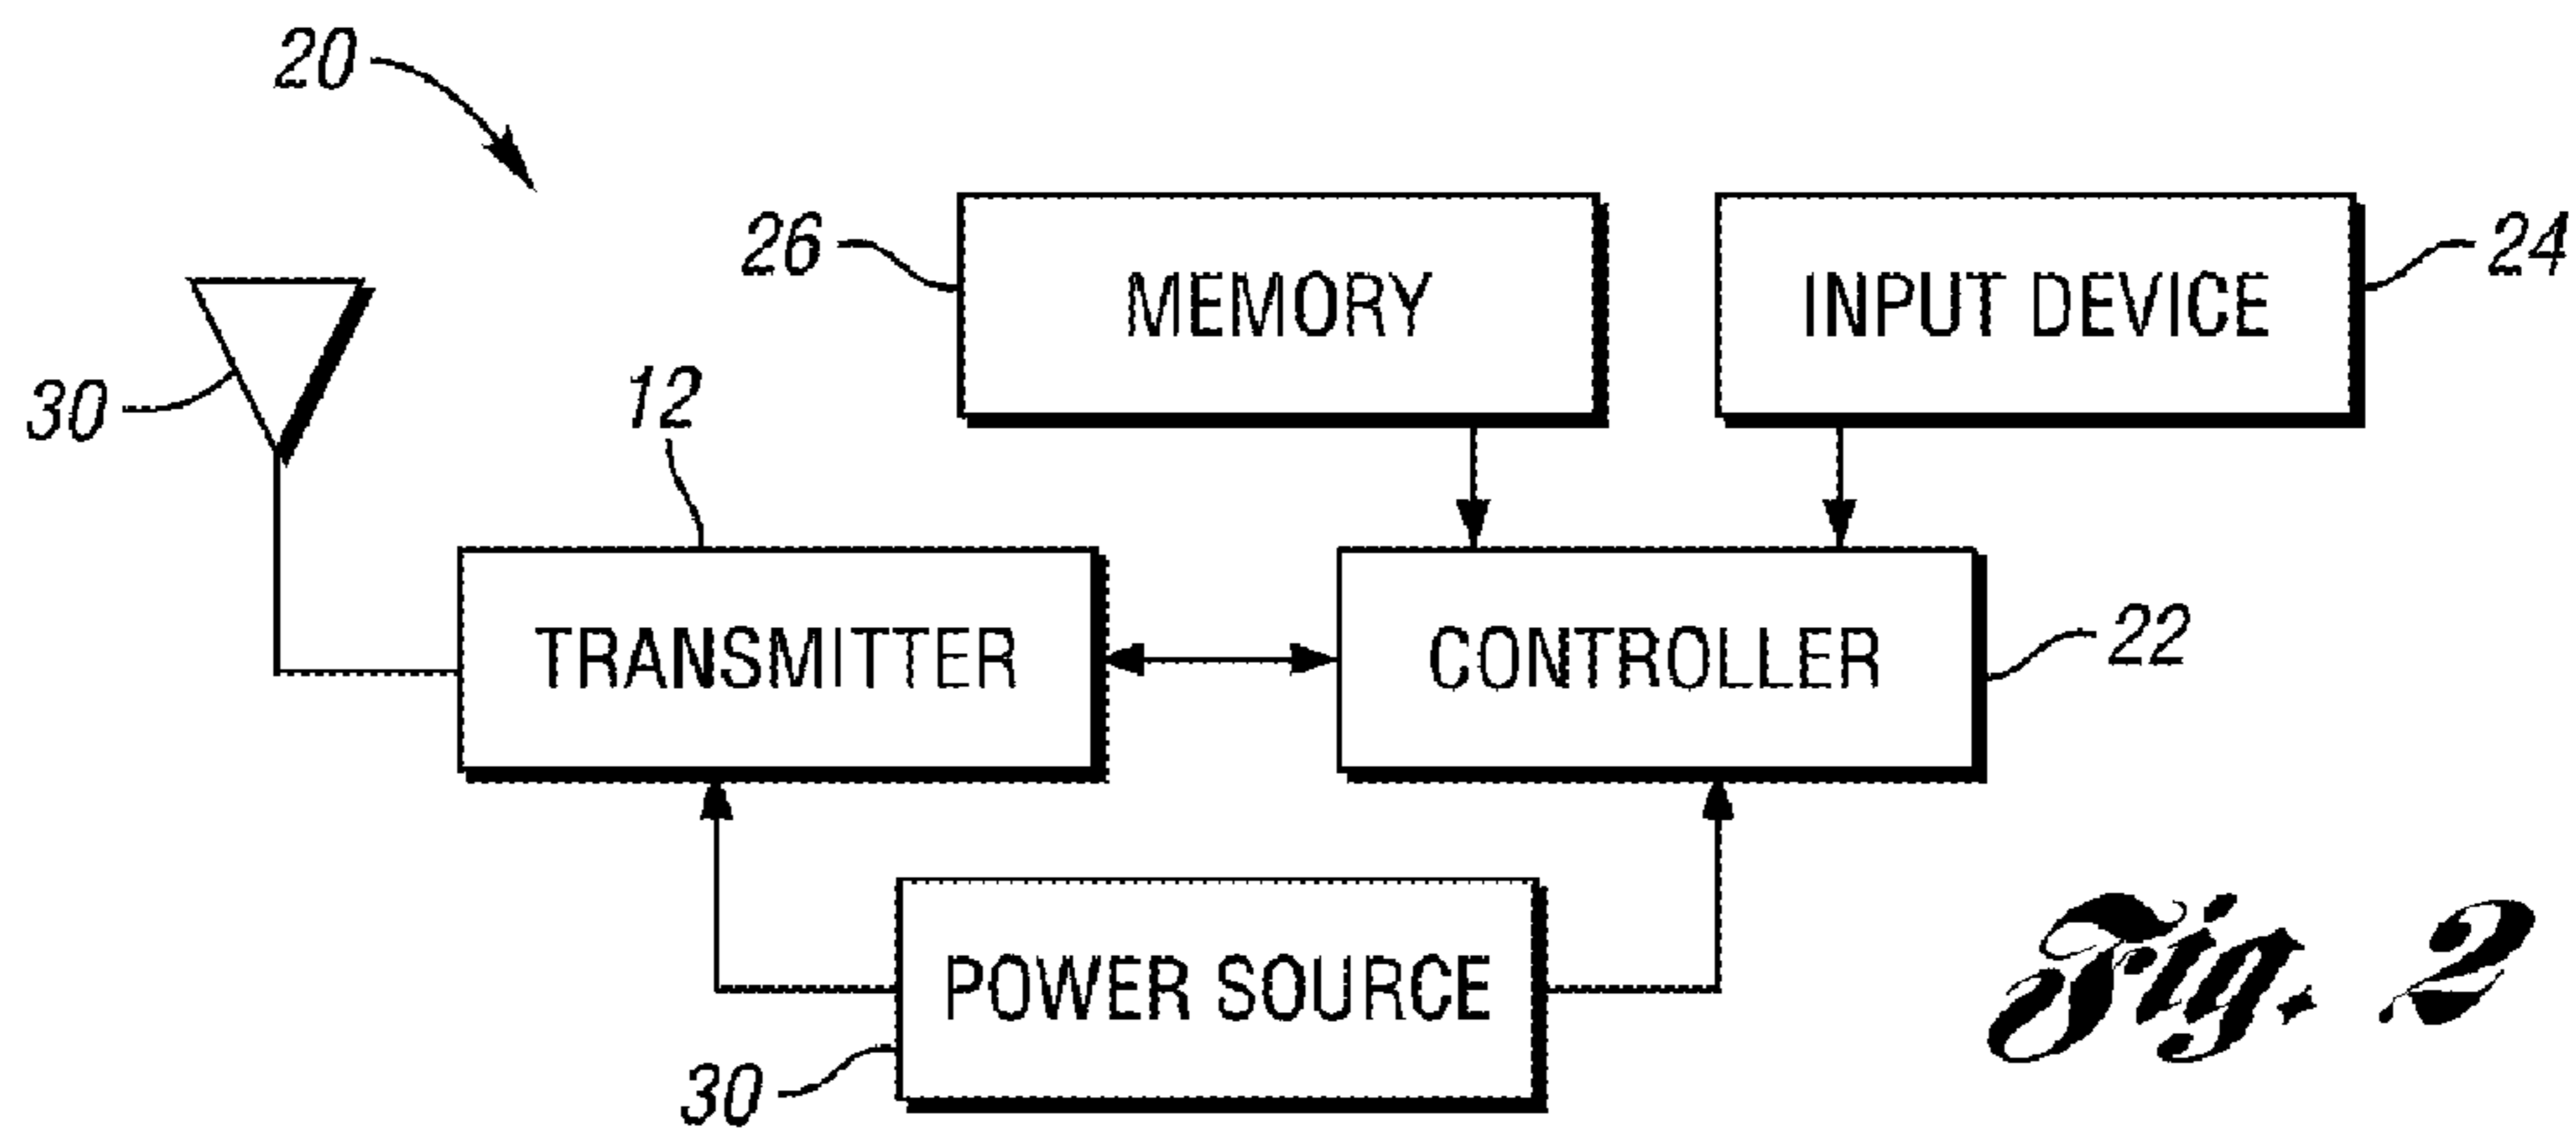 20
26
MEMORY
INPUT DEVICE
24
30
12
TRANSMITTER
CONTROLLER
22
POWER SOURCE
30
Fig. 2